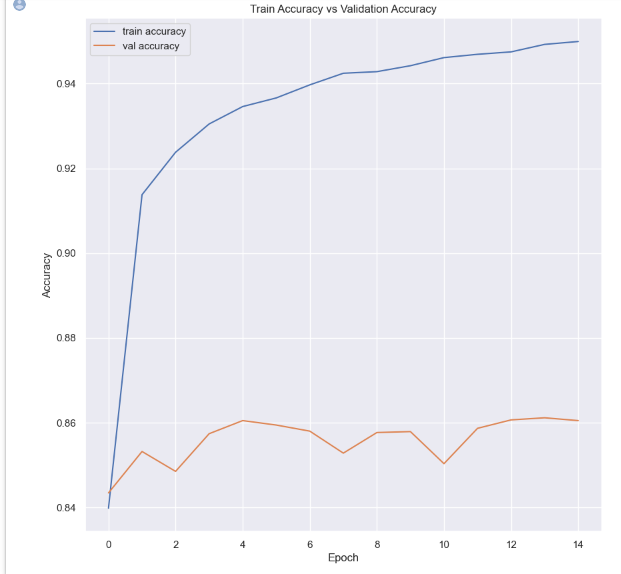 Train Accuracy vs Validation Accuracy
train accuracy
val accuracy
0.94
0.92
0.90
0.88
0.86
0.84
Accuracy
0 2 4 6 8 10 12 14
Epoch